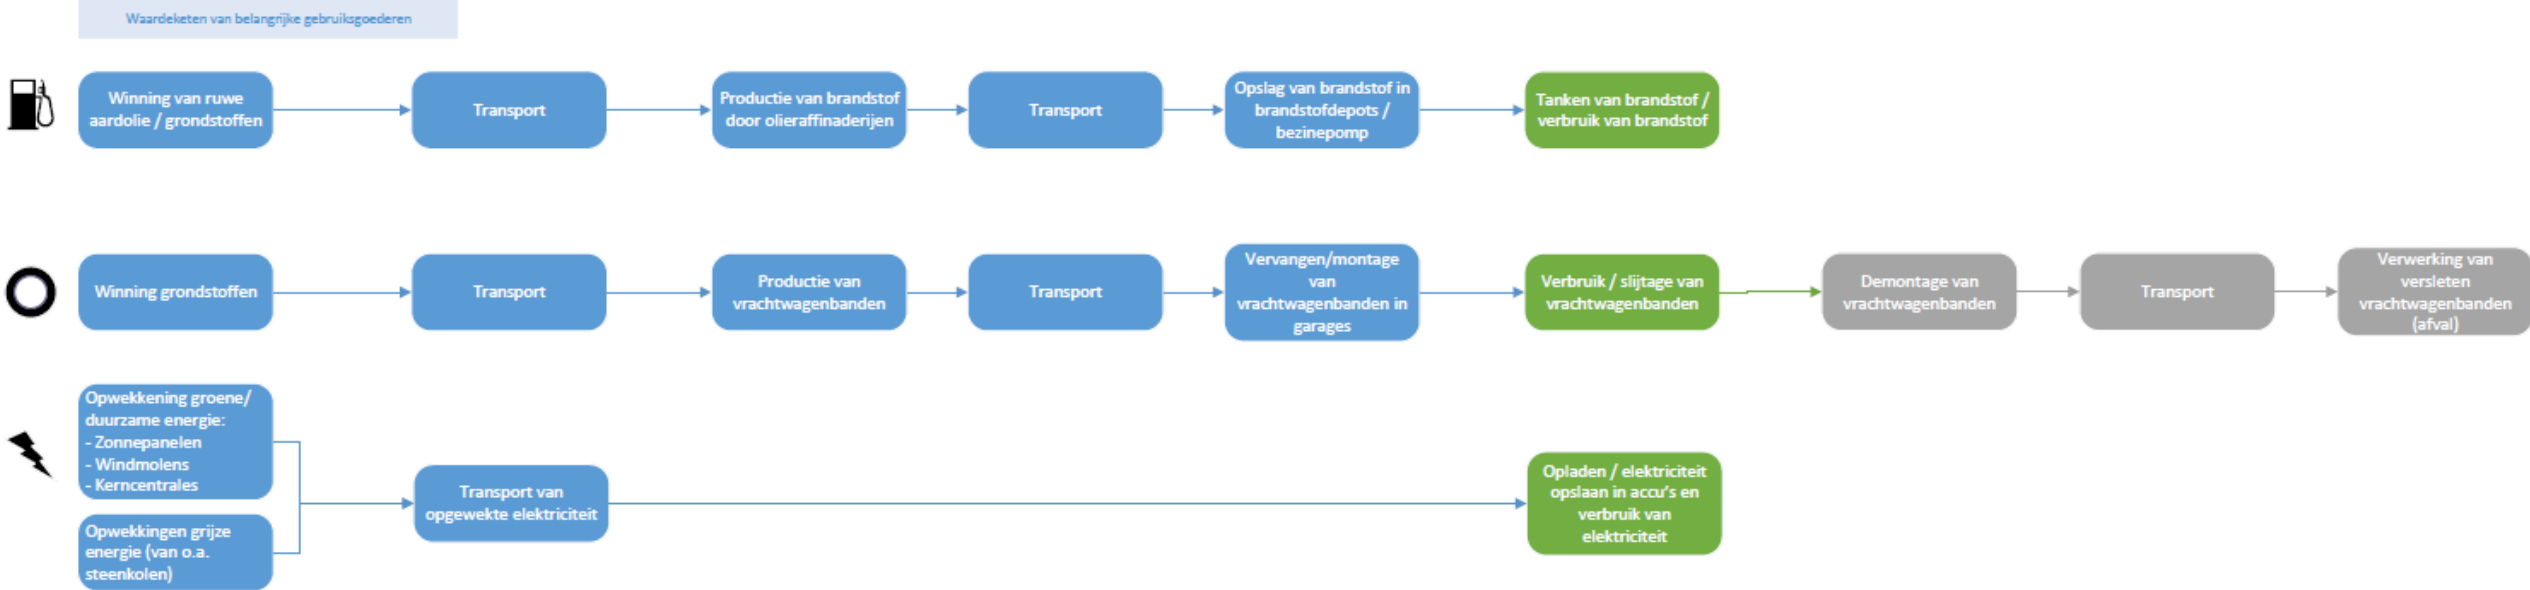 Waardeketen van belangrijke gebruiksgoederen
Winning van ruwe
aardolie / grondstoffen
Transport
Productie van brandstof
door olieraffinaderijen
Transport
Opslag van brandstof in
brandstofdepots /
bezinepomp
Tanken van brandstof /
verbruik van brandstof
Winning grondstoffen
Transport
Productie van
vrachtwagenbanden
Transport
Vervangen/montage
van
vrachtwagenbanden in
garages
Verbruik / slijtage van
vrachtwagenbanden
Demontage van
vrachtwagenbanden
Transport
Verwerking van
versleten
vrachtwagenbanden
(afval)
Opwekkening groene/
duurzame energie:
- Zonnepanelen
- Windmolens
- Kerncentrales
Opwekkingen grijze
energie (van o.a.
steenkolen)
Transport van
opgewekte elektriciteit
Opladen / elektriciteit
opslaan in accu's en
verbruik van
elektriciteit